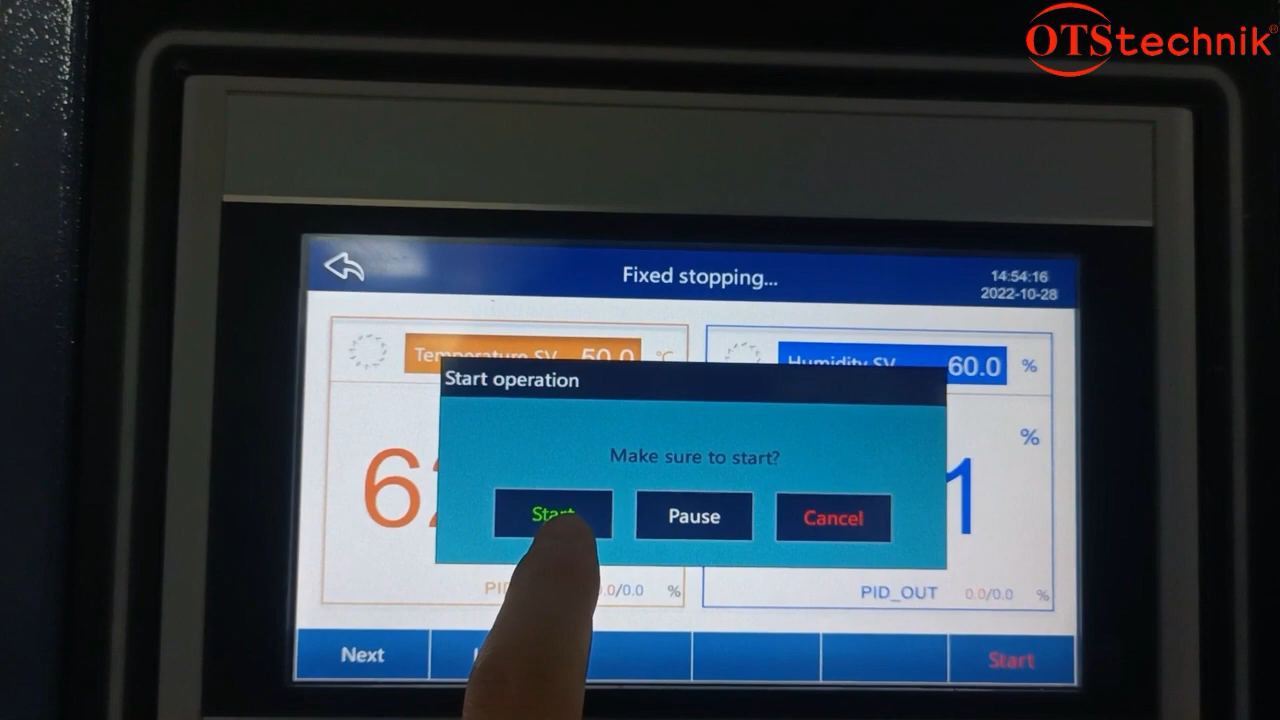 OTStechnik®
Fixed stopping...
14:54:16
2022-10-28
Temperature SV 50.0 °C
Humidity SV 60.0 %
Start operation
%
Make sure to start?
Start Pause Cancel
0.0/0.0 %
PID_OUT 0.0/0.0 %
Next Start